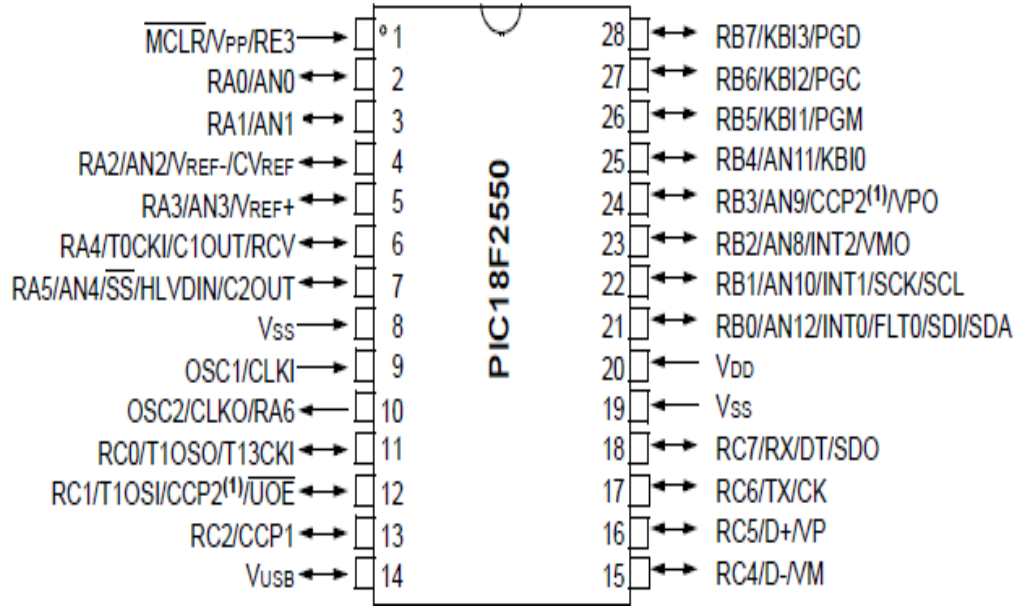 MCLR/VPP/RE3 1
RA0/AN0 2
RA1/AN1 3
RA2/AN2/VREF-/CVREF 4
RA3/AN3/VREF+ 5
RA4/T0CKI/C1OUT/RCV 6
RA5/AN4/SS/HLVDIN/C2OUT 7
VSS 8
OSC1/CLKI 9
OSC2/CLKO/RA6 10
RC0/T1OSO/T13CKI 11
RC1/T1OSI/CCP2(1)/UOE 12
RC2/CCP1 13
VUSB 14
PIC18F2550
28 RB7/KBI3/PGD
27 RB6/KBI2/PGC
26 RB5/KBI1/PGM
25 RB4/AN11/KBI0
24 RB3/AN9/CCP2(1)/VPO
23 RB2/AN8/INT2/VMO
22 RB1/AN10/INT1/SCK/SCL
21 RB0/AN12/INT0/FLT0/SDI/SDA
20 VDD
19 VSS
18 RC7/RX/DT/SDO
17 RC6/TX/CK
16 RC5/D+/VP
15 RC4/D-/VM